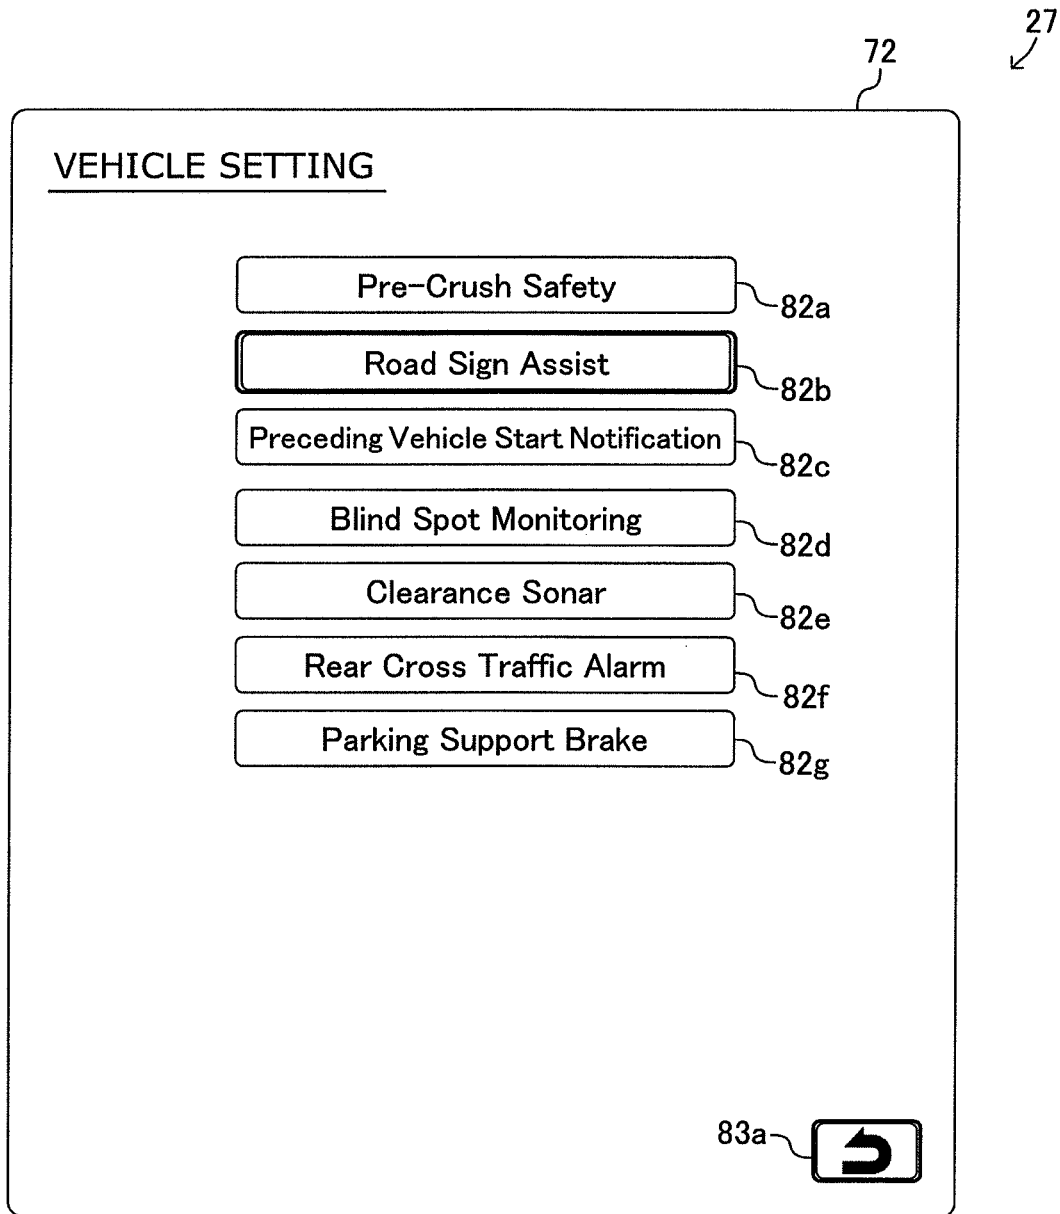 27
72
VEHICLE SETTING
Pre-Crush Safety
82a
Road Sign Assist
82b
Preceding Vehicle Start Notification
82c
Blind Spot Monitoring
82d
Clearance Sonar
82e
Rear Cross Traffic Alarm
82f
Parking Support Brake
82g
83a